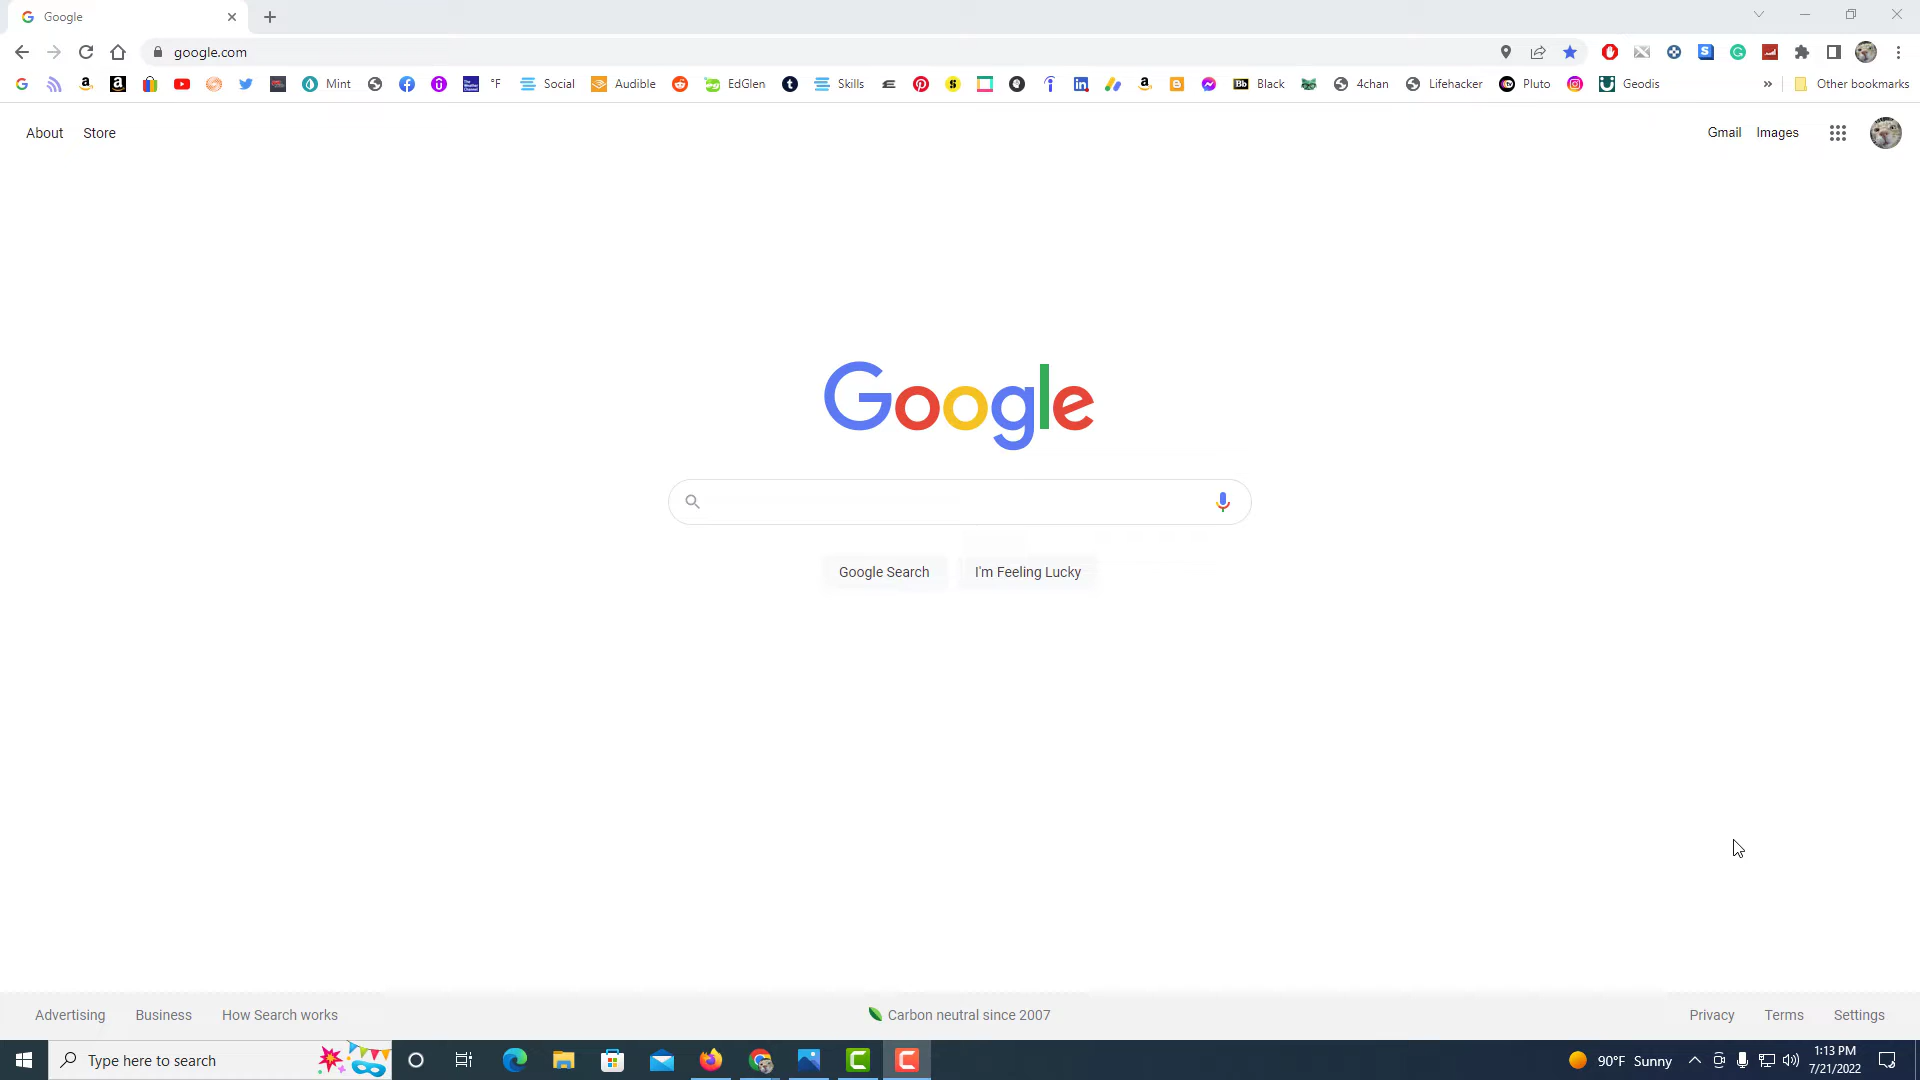 Google
google.com
Mint
°F
Social
Audible
EdGlen
Skills
Black
4chan
Lifehacker
Pluto
Geodis
Other bookmarks
About
Store
Gmail
Images
Google
Google Search
I'm Feeling Lucky
Advertising
Business
How Search works
Carbon neutral since 2007
Privacy
Terms
Settings
Type here to search
90°F Sunny
1:13 PM
7/21/2022